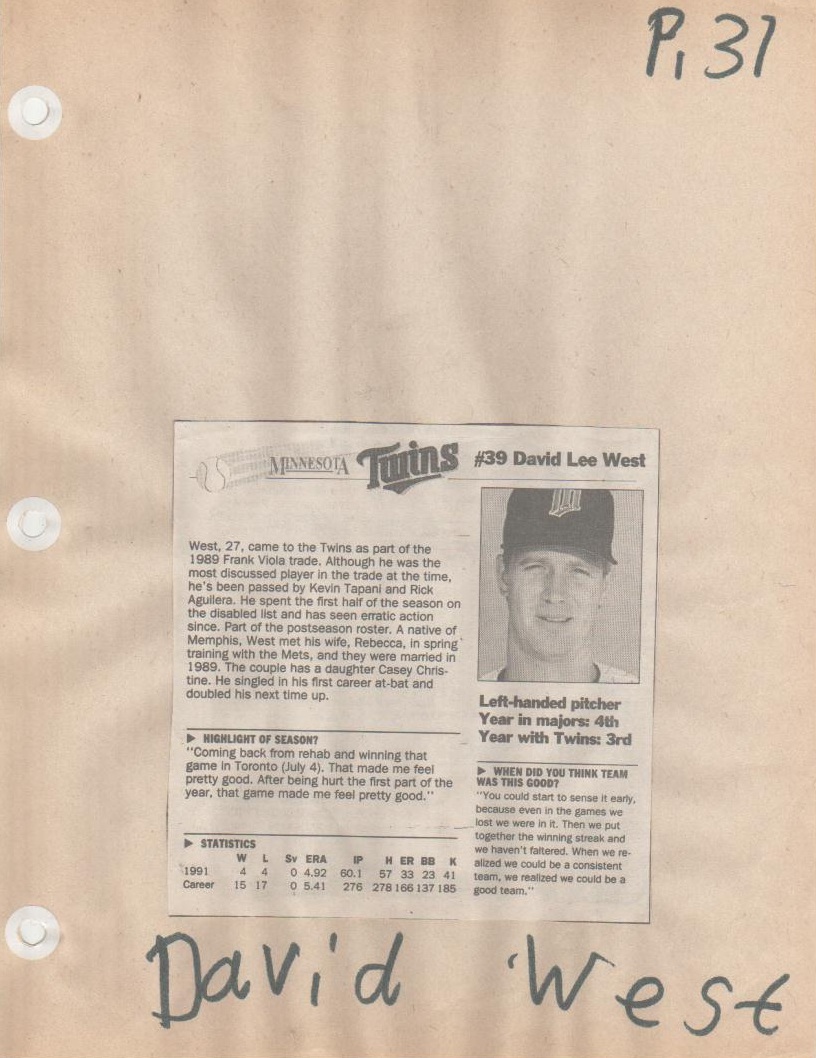 P. 31
MINNESOTA Twins #39 David Lee West
West, 27, came to the Twins as part of the
1989 Frank Viola trade. Although he was the
most discussed player in the trade at the time,
he's been passed by Kevin Tapani and Rick
Aguilera. He spent the first half of the season on
the disabled list and has seen erratic action
since. Part of the postseason roster. A native of
Memphis, West met his wife, Rebecca, in spring
training with the Mets, and they were married in
1989. The couple has a daughter Casey Chris-
tine. He singled in his first career at-bat and
doubled his next time up.
▶ HIGHLIGHT OF SEASON?
"Coming back from rehab and winning that
game in Toronto (July 4). That made me feel
pretty good. After being hurt the first part of the
year, that game made me feel pretty good."
▶ STATISTICS
W L Sv ERA IP H ER BB K
1991 4 4 0 4.92 60.1 57 33 23 41
Career 15 17 0 5.41 276 278 166 137 185
Left-handed pitcher
Year in majors: 4th
Year with Twins: 3rd
▶ WHEN DID YOU THINK TEAM
WAS THIS GOOD?
"You could start to sense it early,
because even in the games we
lost we were in it. Then we put
together the winning streak and
we haven't faltered. When we re-
alized we could be a consistent
team, we realized we could be a
good team."
David West